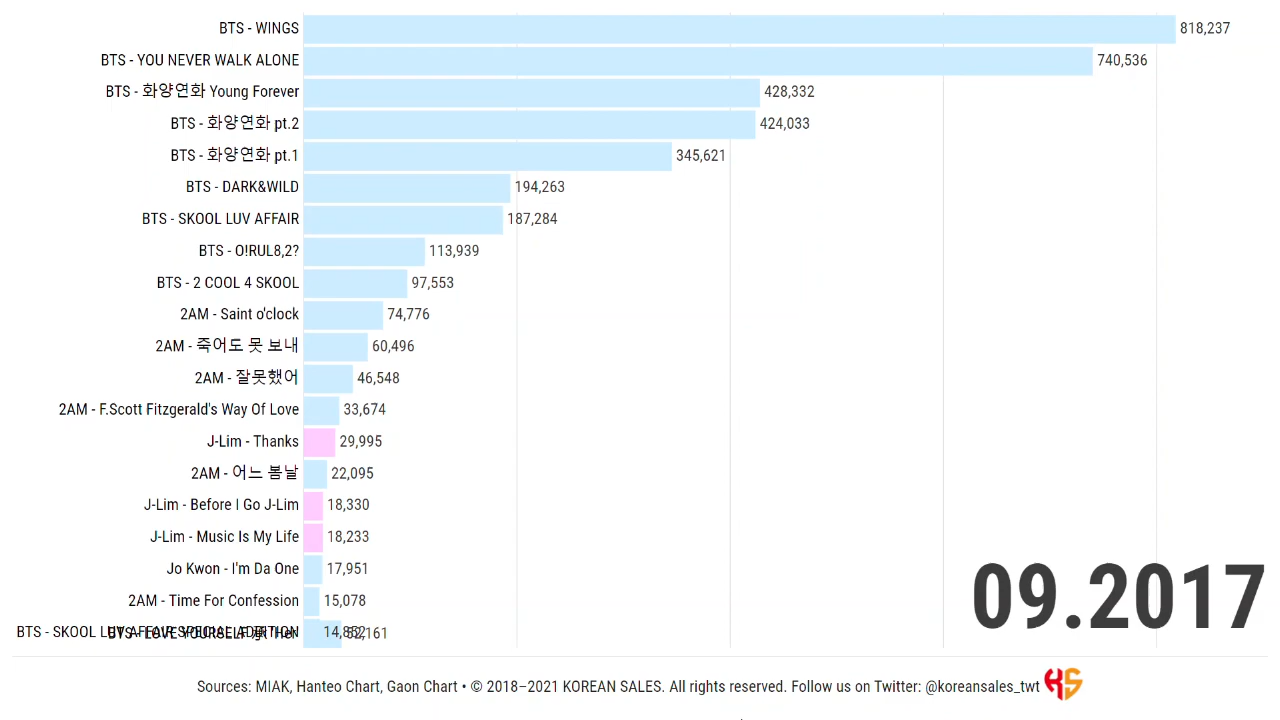 BTS - WINGS 818,237
BTS - YOU NEVER WALK ALONE 740,536
BTS - 화양연화 Young Forever 428,332
BTS - 화양연화 pt.2 424,033
BTS - 화양연화 pt.1 345,621
BTS - DARK&WILD 194,263
BTS - SKOOL LUV AFFAIR 187,284
BTS - O!RUL8,2? 113,939
BTS - 2 COOL 4 SKOOL 97,553
2AM - Saint o'clock 74,776
2AM - 죽어도 못 보내 60,496
2AM - 잘못했어 46,548
2AM - F.Scott Fitzgerald's Way Of Love 33,674
J-Lim - Thanks 29,995
2AM - 어느 봄날 22,095
J-Lim - Before I Go J-Lim 18,330
J-Lim - Music Is My Life 18,233
Jo Kwon - I'm Da One 17,951
2AM - Time For Confession 15,078
BTS - SKOOL LUV AFFAIR
09.2017
Sources: MIAK, Hanteo Chart, Gaon Chart • © 2018–2021 KOREAN SALES. All rights reserved. Follow us on Twitter: @koreansales_twt